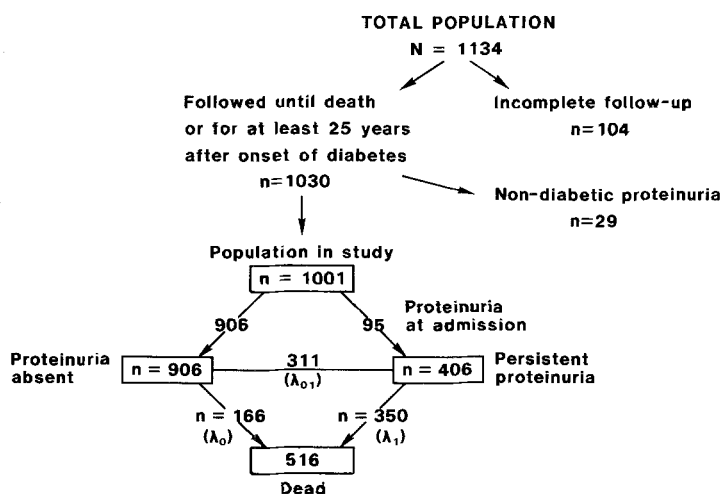 TOTAL POPULATION
N = 1134
Followed until death
or for at least 25 years
after onset of diabetes
n=1030
Incomplete follow-up
n=104
Non-diabetic proteinuria
n=29
Population in study
n = 1001
906
95
Proteinuria
at admission
Proteinuria
absent
n = 906
311
(λ01)
n = 406
Persistent
proteinuria
n = 166
(λ0)
n = 350
(λ1)
516
Dead